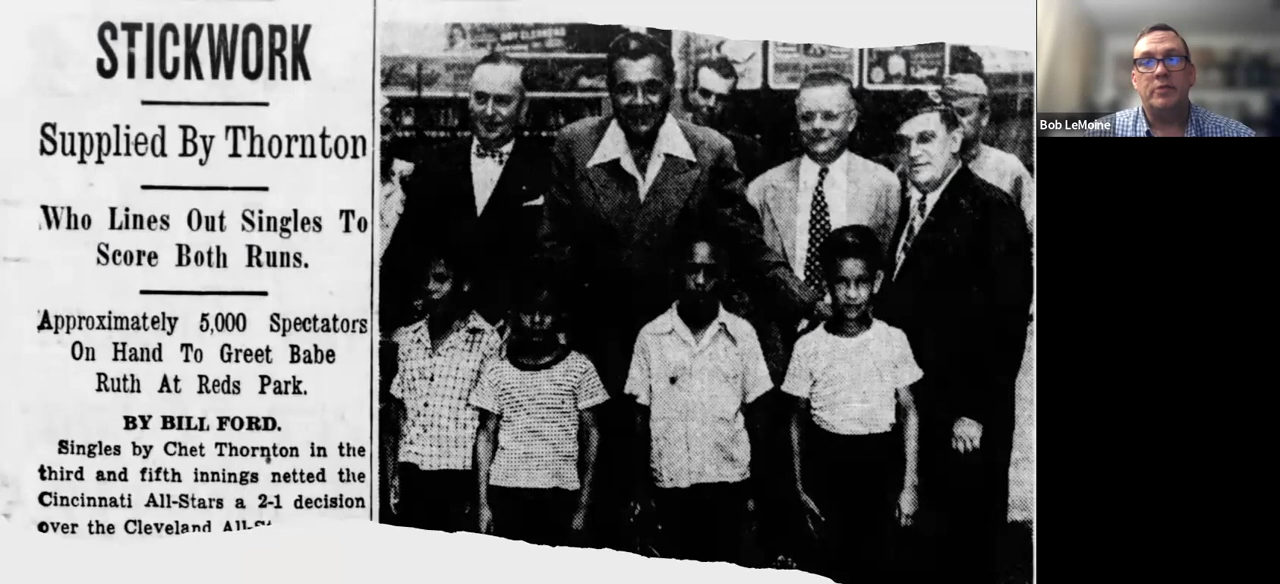 STICKWORK
Supplied By Thornton
Who Lines Out Singles To
Score Both Runs.
Approximately 5,000 Spectators
On Hand To Greet Babe
Ruth At Reds Park.
BY BILL FORD.
Singles by Chet Thornton in the
third and fifth innings netted the
Cincinnati All-Stars a 2-1 decision
over the Cleveland All-
Bob LeMoine